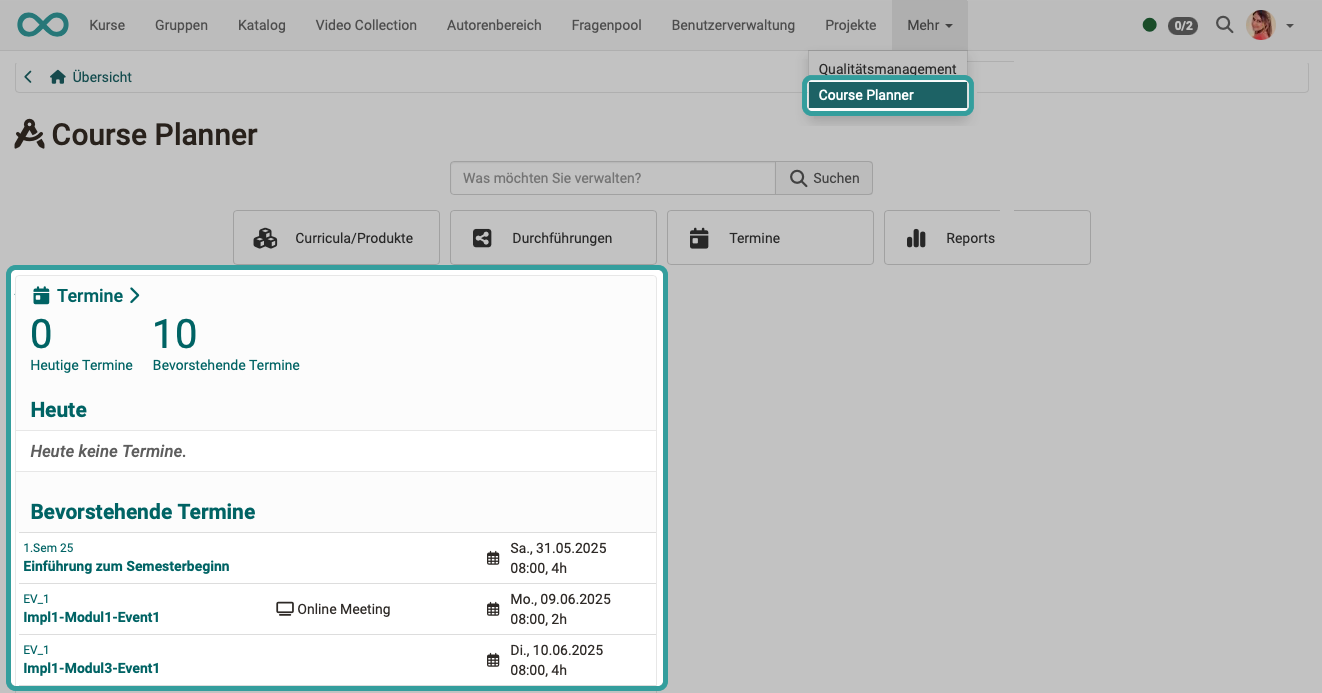 Kurse Gruppen Katalog Video Collection Autorenbereich Fragenpool Benutzerverwaltung Projekte Mehr 0/2
Qualitätsmanagement
Course Planner
Übersicht
Course Planner
Was möchten Sie verwalten? Suchen
Curricula/Produkte Durchführungen Termine Reports
Termine
0 10
Heutige Termine Bevorstehende Termine
Heute
Heute keine Termine.
Bevorstehende Termine
1.Sem 25
Einführung zum Semesterbeginn
Sa., 31.05.2025
08:00, 4h
EV_1
Impl1-Modul1-Event1
Online Meeting
Mo., 09.06.2025
08:00, 2h
EV_1
Impl1-Modul3-Event1
Di., 10.06.2025
08:00, 4h